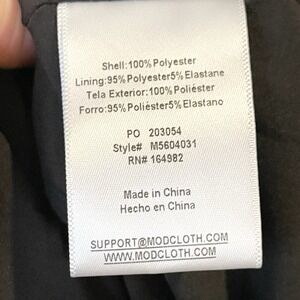 Shell:100%Polyester
Lining:95%Polyester5%Elastane
Tela Exterior:100%Poliéster
Forro:95%Poliéster5%Elastano
PO 203054
Style# M5604031
RN# 164982
Made in China
Hecho en China
SUPPORT@MODCLOTH.COM
WWW.MODCLOTH.COM